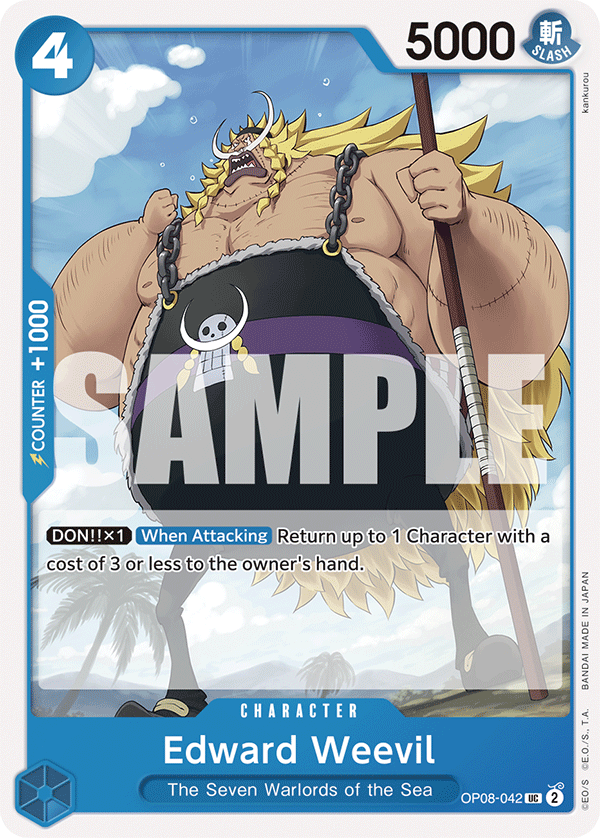 4
5000
斬
SLASH
kankurou
COUNTER +1000
SAMPLE
DON!!×1 When Attacking Return up to 1 Character with a
cost of 3 or less to the owner's hand.
CHARACTER
Edward Weevil
The Seven Warlords of the Sea
OP08-042 UC 2
©E.O/S ©E.O./S., T.A. BANDAI MADE IN JAPAN